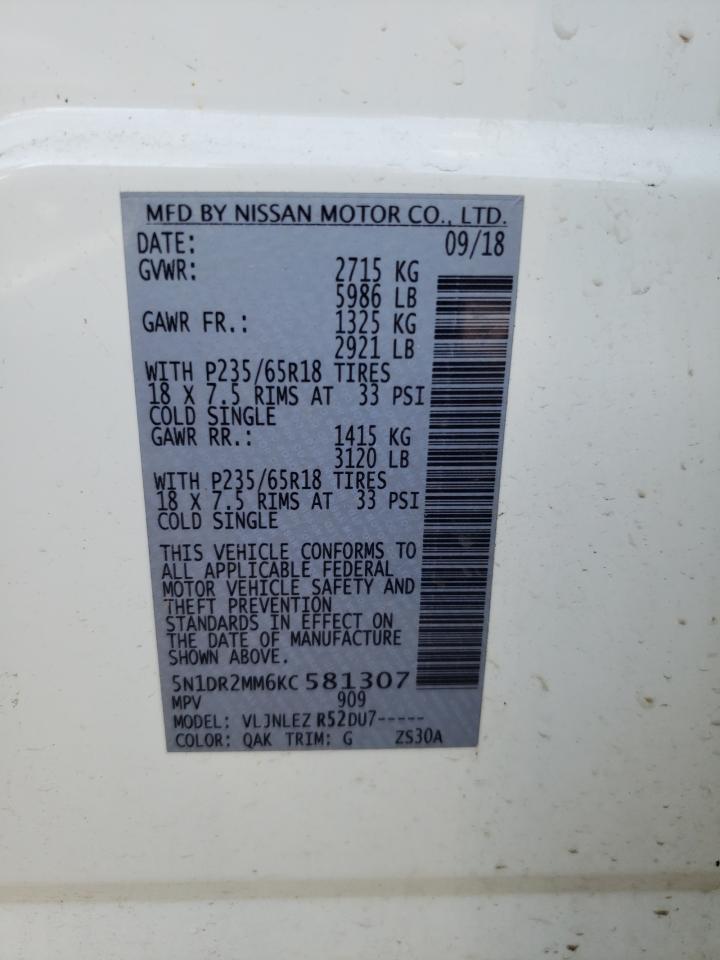 MFD BY NISSAN MOTOR CO., LTD.
DATE: 09/18
GVWR: 2715 KG
5986 LB
GAWR FR.: 1325 KG
2921 LB
WITH P235/65R18 TIRES
18 X 7.5 RIMS AT 33 PSI
COLD SINGLE
GAWR RR.: 1415 KG
3120 LB
WITH P235/65R18 TIRES
18 X 7.5 RIMS AT 33 PSI
COLD SINGLE
THIS VEHICLE CONFORMS TO
ALL APPLICABLE FEDERAL
MOTOR VEHICLE SAFETY AND
THEFT PREVENTION
STANDARDS IN EFFECT ON
THE DATE OF MANUFACTURE
SHOWN ABOVE.
5N1DR2MM6KC 581307
MPV 909
MODEL: VLJNLEZ R52DU7-----
COLOR: QAK TRIM: G ZS30A